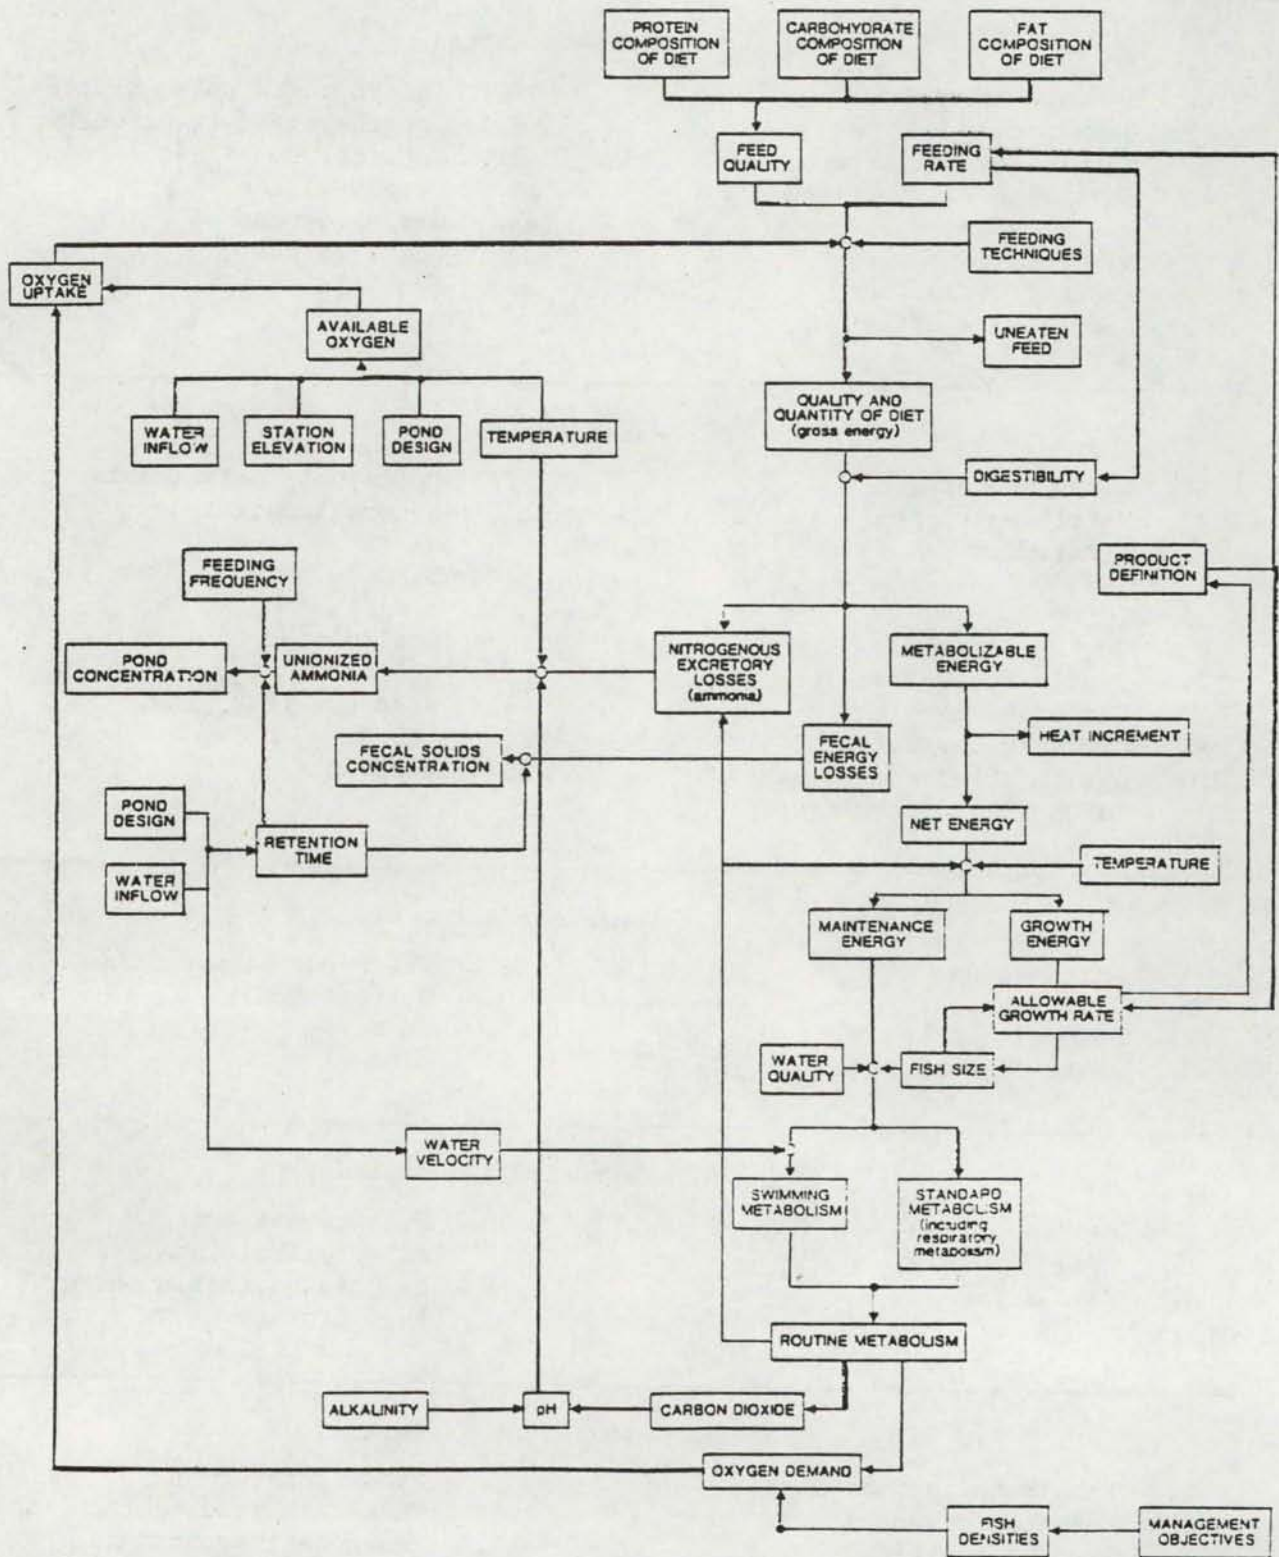 PROTEIN
COMPOSITION
OF DIET
CARBOHYDRATE
COMPOSITION
OF DIET
FAT
COMPOSITION
OF DIET
FEED
QUALITY
FEEDING
RATE
FEEDING
TECHNIQUES
OXYGEN
UPTAKE
AVAILABLE
OXYGEN
UNEATEN
FEED
QUALITY AND
QUANTITY OF DIET
(gross energy)
WATER
INFLOW
STATION
ELEVATION
POND
DESIGN
TEMPERATURE
DIGESTIBILITY
FEEDING
FREQUENCY
PRODUCT
DEFINITION
POND
CONCENTRATION
UNIONIZED
AMMONIA
NITROGENOUS
EXCRETORY
LOSSES
(ammonia)
METABOLIZABLE
ENERGY
FECAL SOLIDS
CONCENTRATION
FECAL
ENERGY
LOSSES
HEAT INCREMENT
POND
DESIGN
RETENTION
TIME
NET ENERGY
WATER
INFLOW
TEMPERATURE
MAINTENANCE
ENERGY
GROWTH
ENERGY
ALLOWABLE
GROWTH RATE
WATER
QUALITY
FISH SIZE
WATER
VELOCITY
SWIMMING
METABOLISM
STANDARD
METABOLISM
(including
respiratory
metabolism)
ROUTINE METABOLISM
ALKALINITY
pH
CARBON DIOXIDE
OXYGEN DEMAND
FISH
DENSITIES
MANAGEMENT
OBJECTIVES